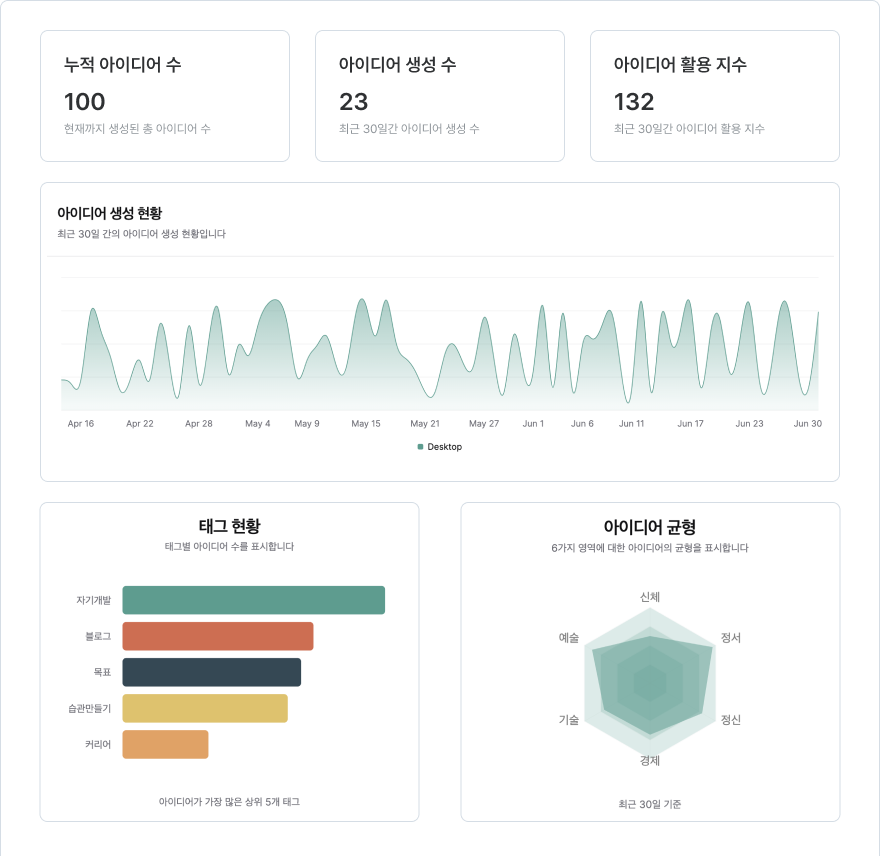 누적 아이디어 수
100
현재까지 생성된 총 아이디어 수
아이디어 생성 수
23
최근 30일간 아이디어 생성 수
아이디어 활용 지수
132
최근 30일간 아이디어 활용 지수
아이디어 생성 현황
최근 30일 간의 아이디어 생성 현황입니다
Apr 16 Apr 22 Apr 28 May 4 May 9 May 15 May 21 May 27 Jun 1 Jun 6 Jun 11 Jun 17 Jun 23 Jun 30
Desktop
태그 현황
태그별 아이디어 수를 표시합니다
자기개발
블로그
목표
습관만들기
커리어
아이디어가 가장 많은 상위 5개 태그
아이디어 균형
6가지 영역에 대한 아이디어의 균형을 표시합니다
신체
예술 정서
기술 정신
경제
최근 30일 기준